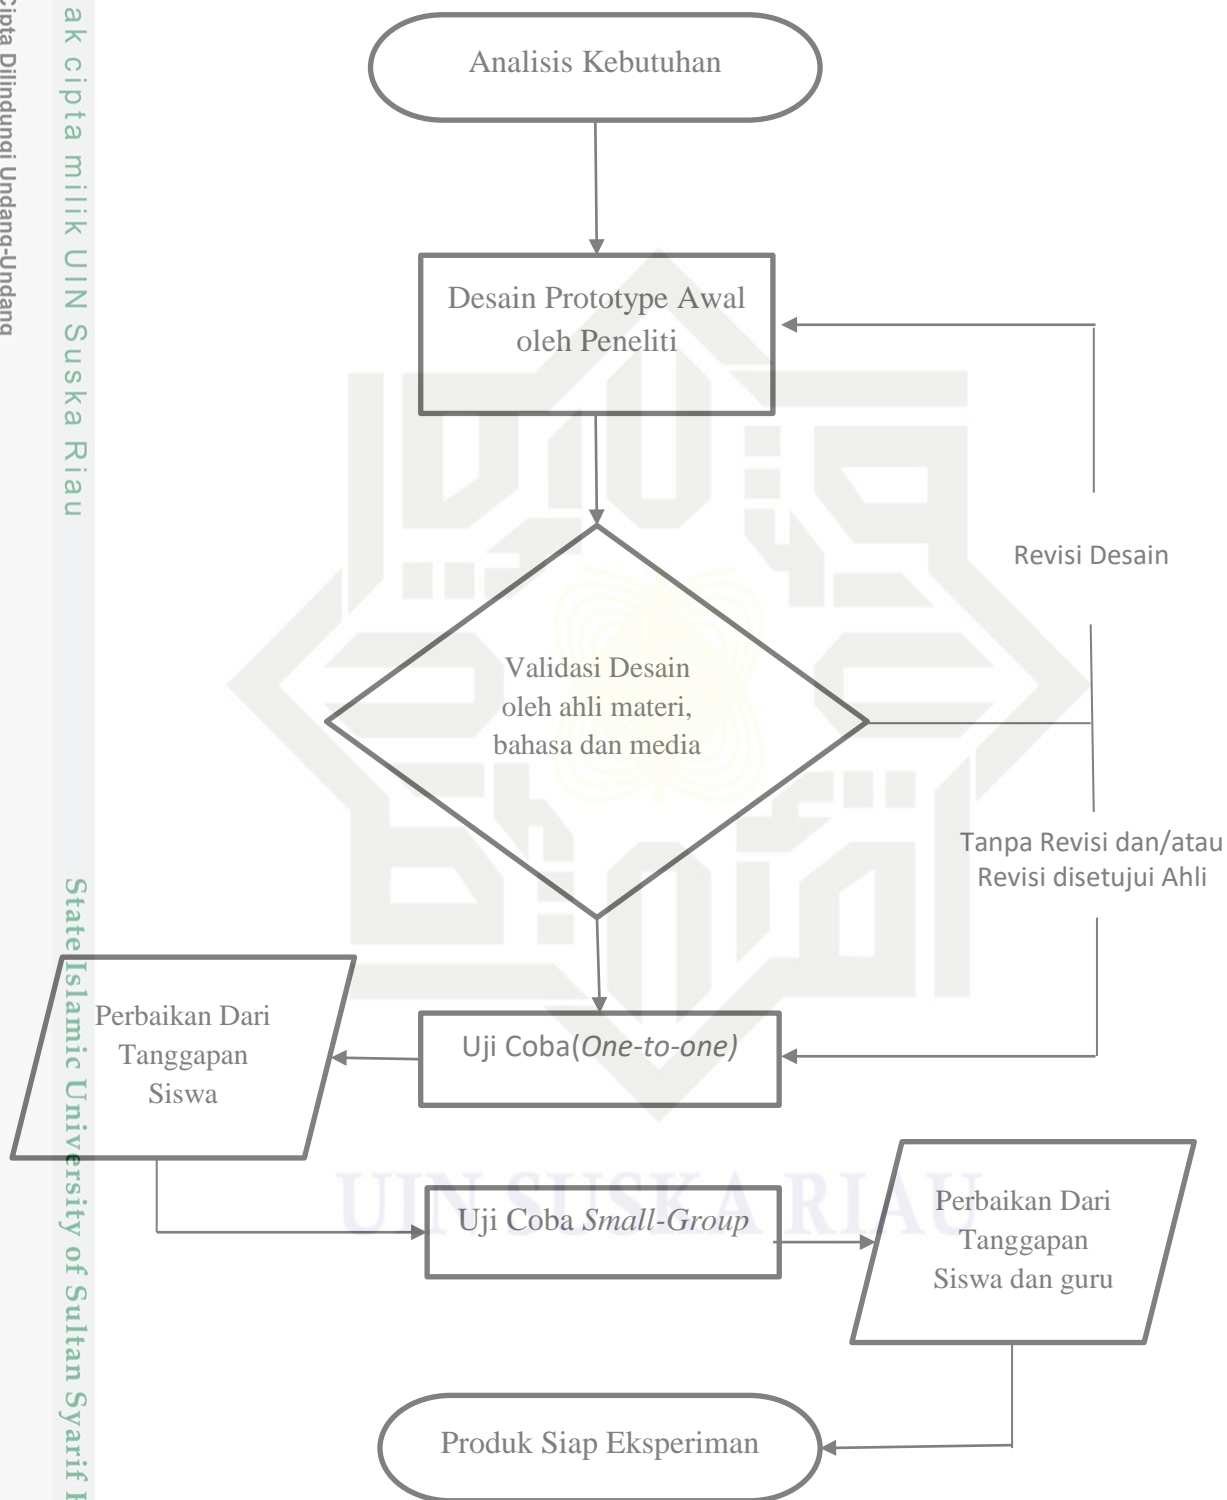 Analisis Kebutuhan
Desain Prototype Awal
oleh Peneliti
Revisi Desain
Validasi Desain
oleh ahli materi,
bahasa dan media
Tanpa Revisi dan/atau
Revisi disetujui Ahli
Perbaikan Dari
Tanggapan
Siswa
Uji Coba(One-to-one)
Uji Coba Small-Group
Perbaikan Dari
Tanggapan
Siswa dan guru
Produk Siap Eksperiman
UIN SUSKA RIAU
Cipta Dilindungi Undang-Undang
ak cipta milik UIN Suska Riau
State Islamic University of Sultan Syarif